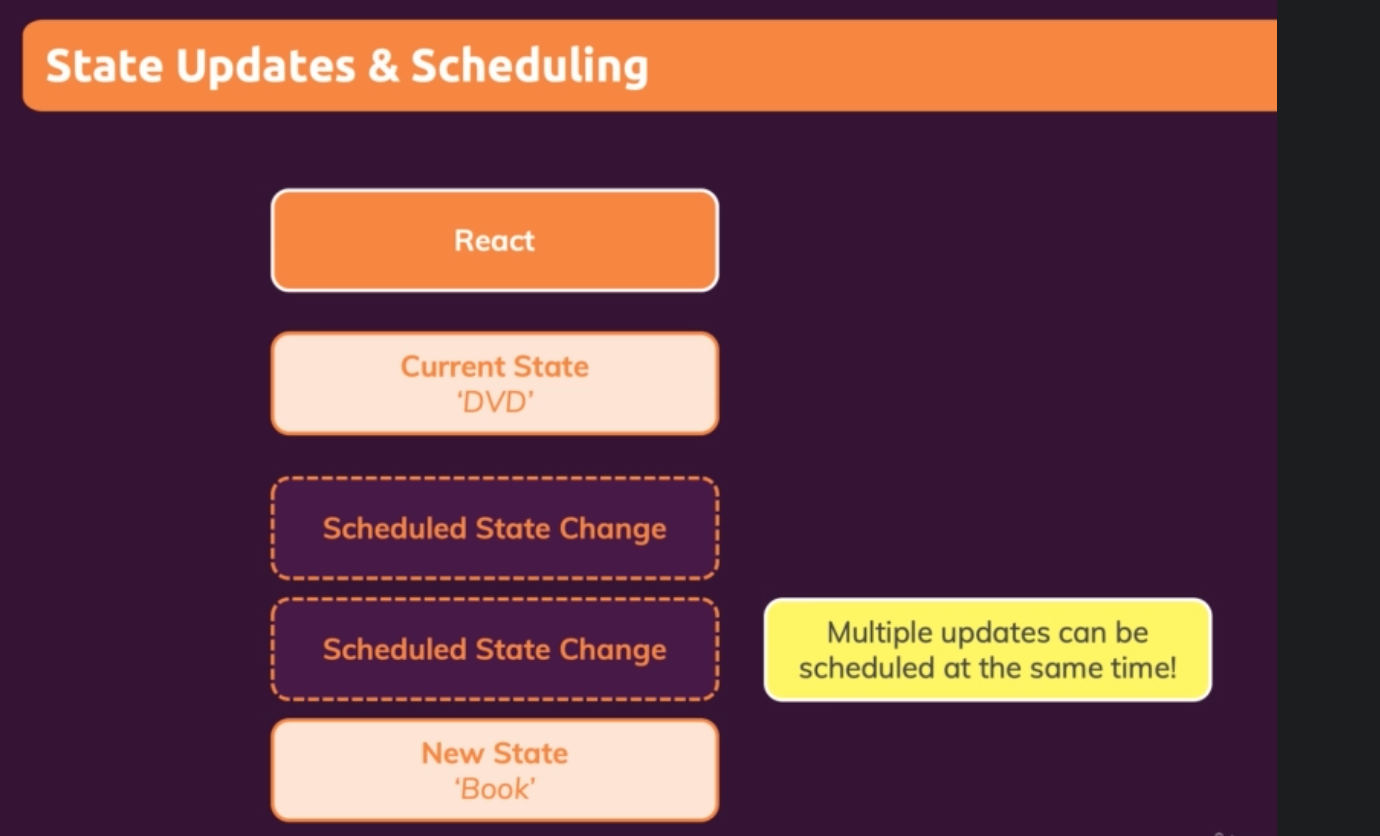 State Updates & Scheduling
React
Current State
‘DVD’
Scheduled State Change
Scheduled State Change
Multiple updates can be
scheduled at the same time!
New State
‘Book’